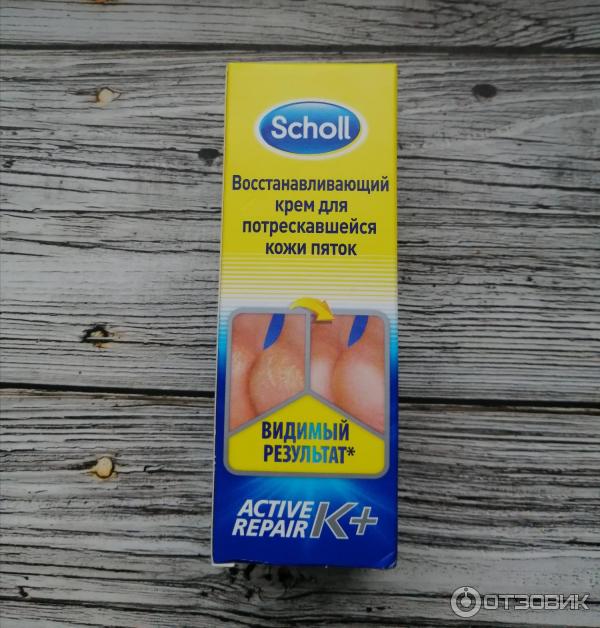 Scholl
Восстанавливающий
крем для
потрескавшейся
кожи пяток
ВИДИМЫЙ
РЕЗУЛЬТАТ*
ACTIVE
REPAIR K+
ОТЗОВИК